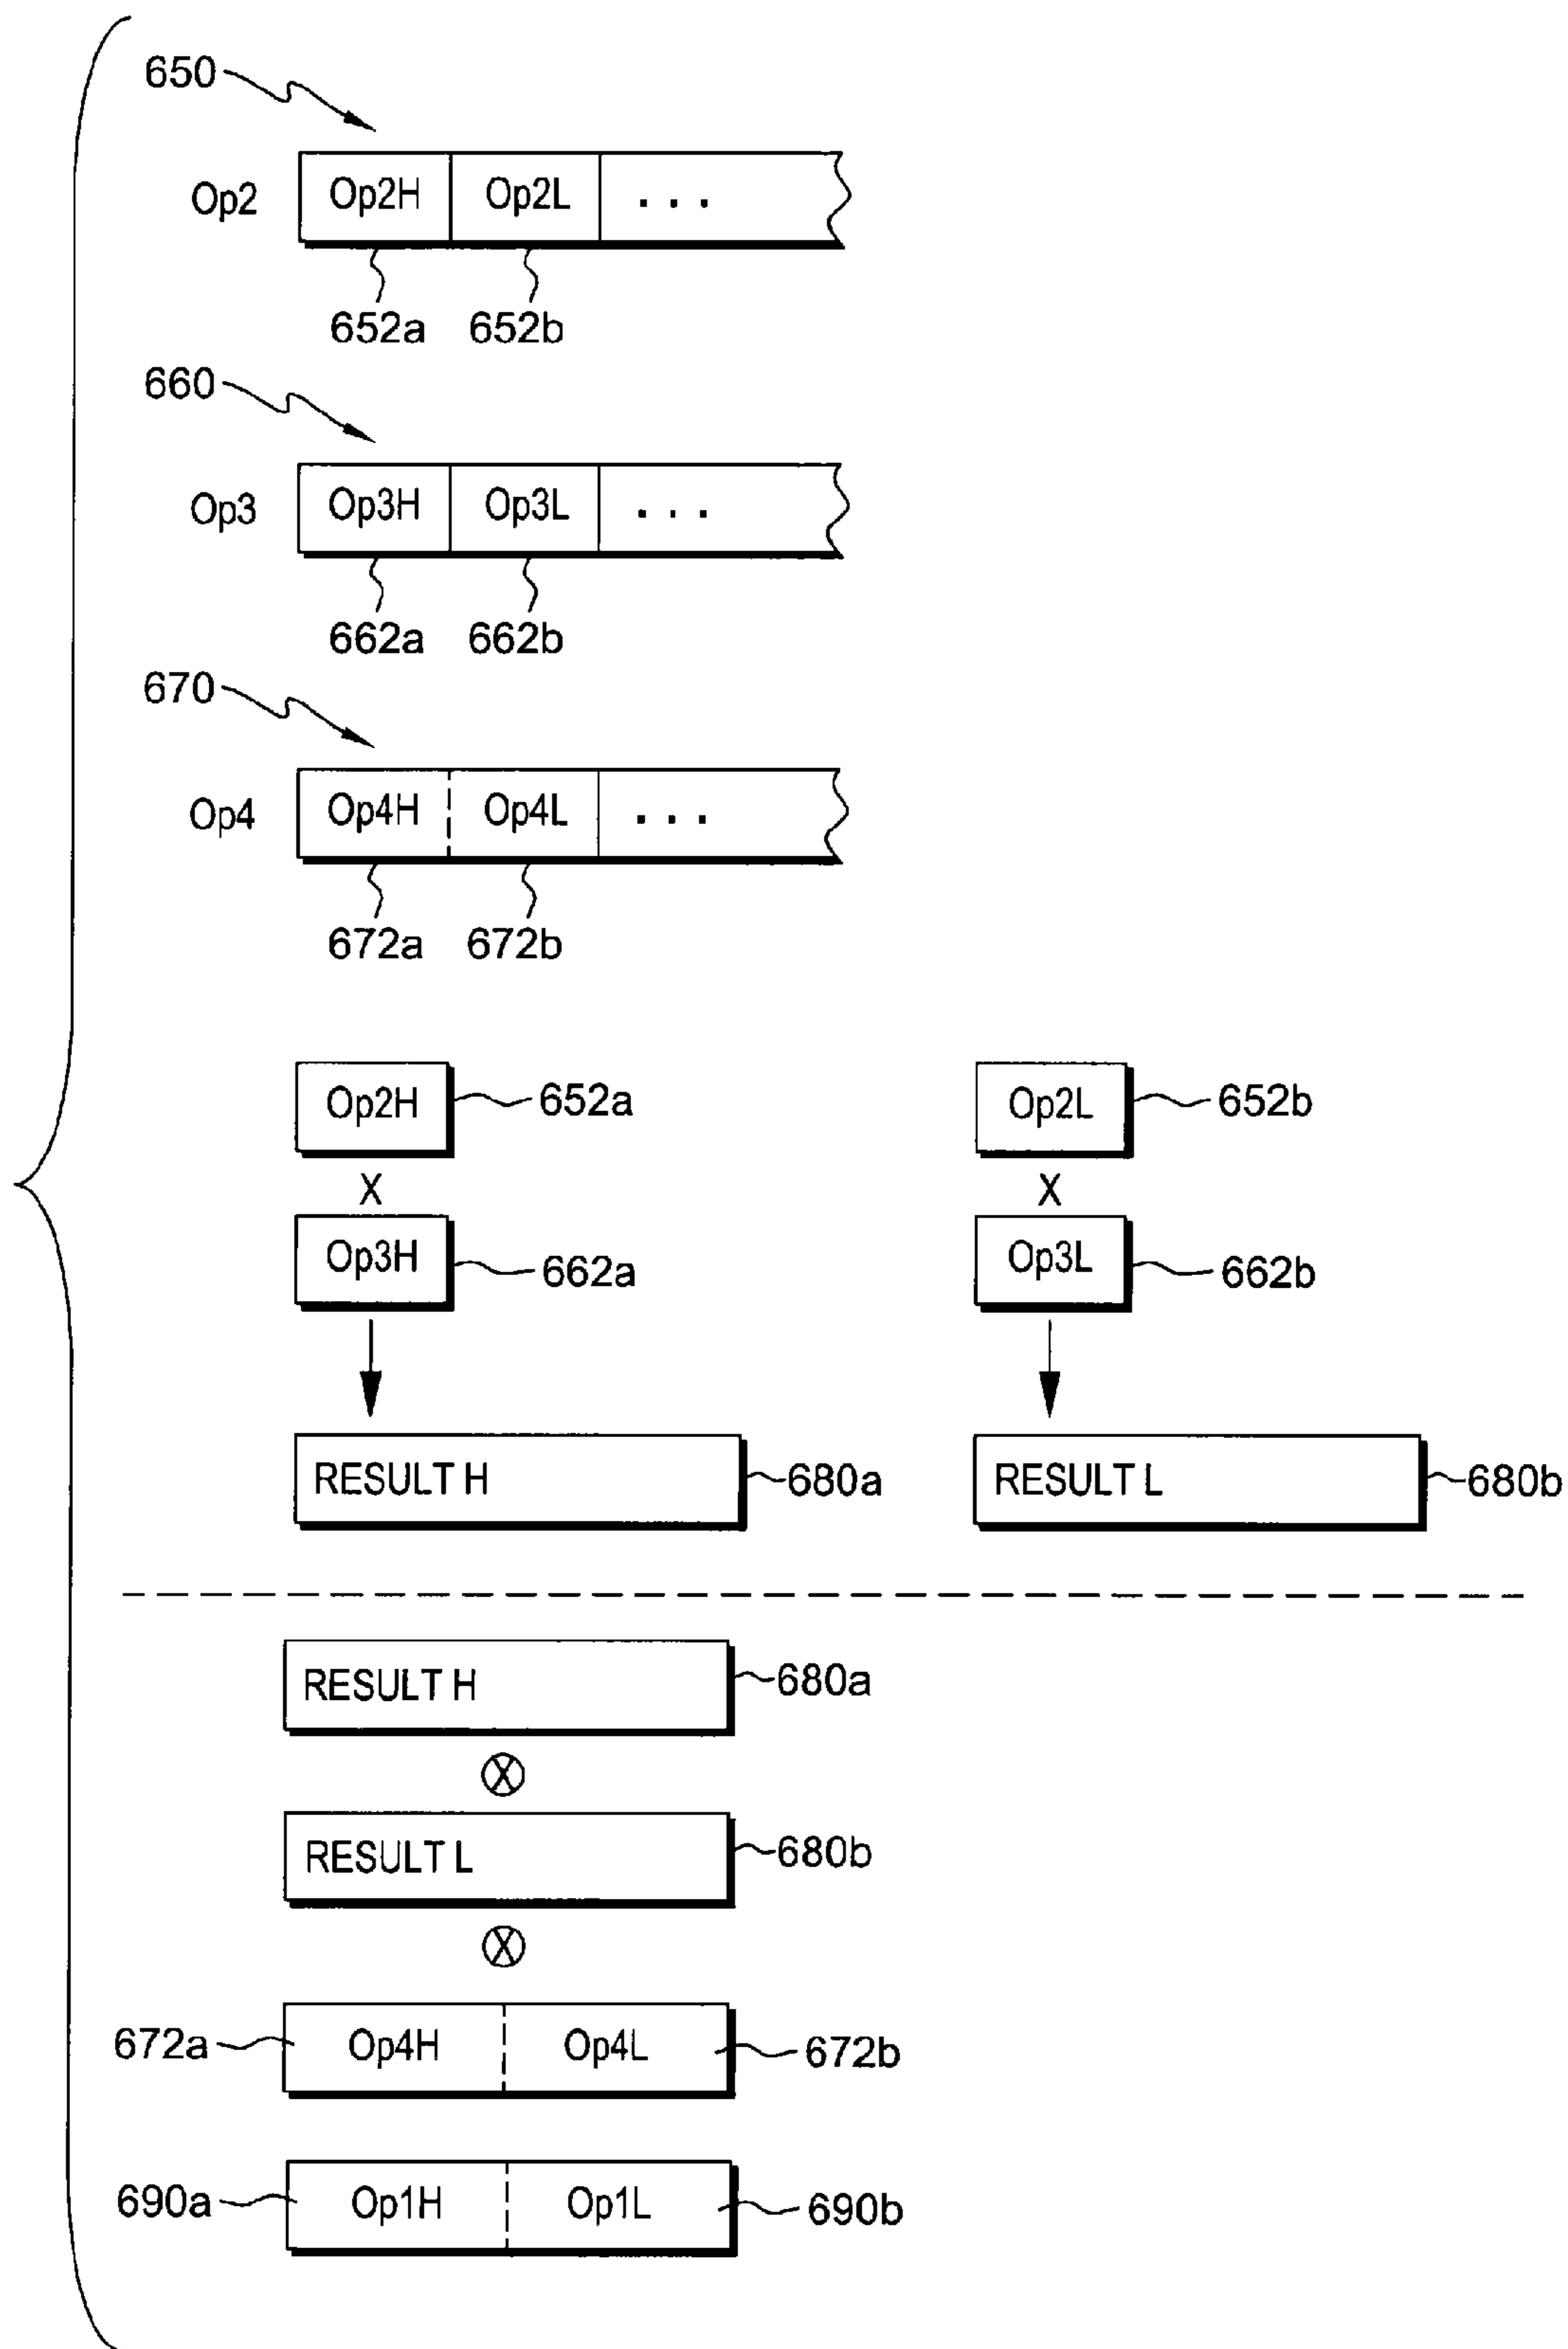 650
Op2 Op2H Op2L ...
652a 652b
660
Op3 Op3H Op3L ...
662a 662b
670
Op4 Op4H Op4L ...
672a 672b
Op2H 652a Op2L 652b
X X
Op3H 662a Op3L 662b
RESULT H 680a RESULT L 680b
RESULT H 680a
X
RESULT L 680b
X
672a Op4H Op4L 672b
690a Op1H Op1L 690b